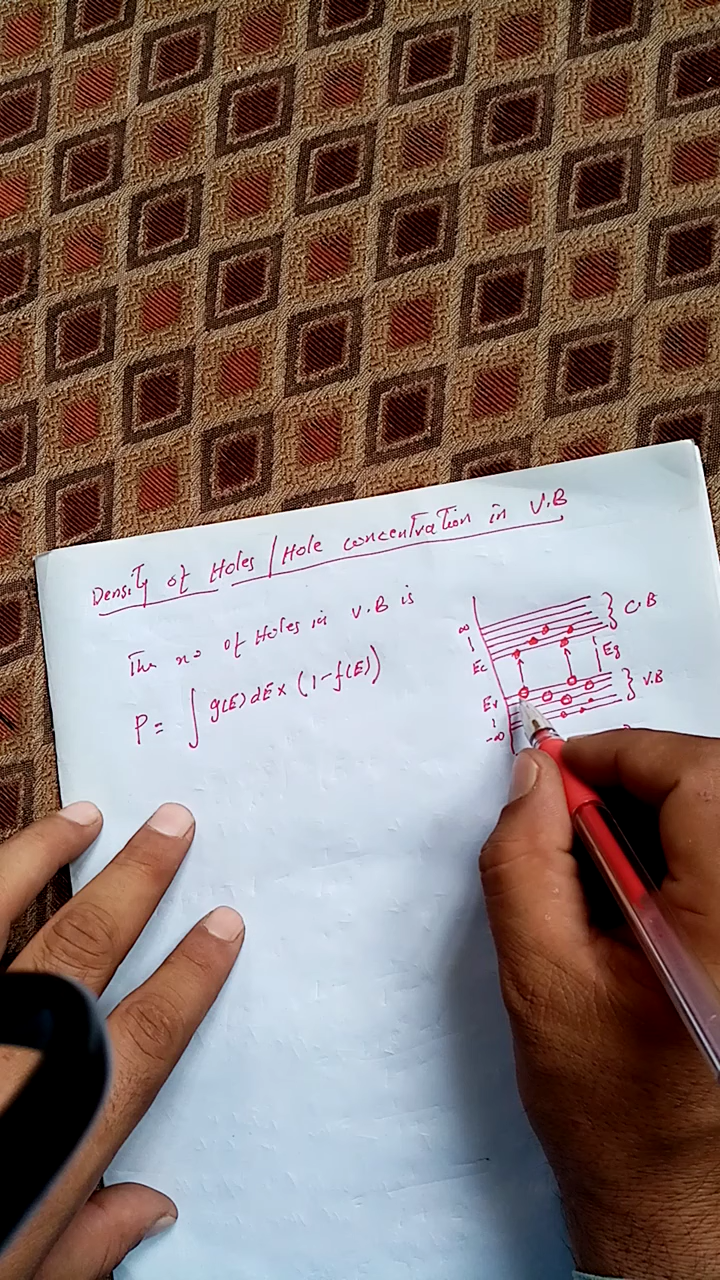 Density of Holes / Hole concentration in V.B
The no of Holes in V.B is
P = ∫ g(E) dE × (1-f(E))
∞
C.B
Ec
Eg
Ev
V.B
-∞